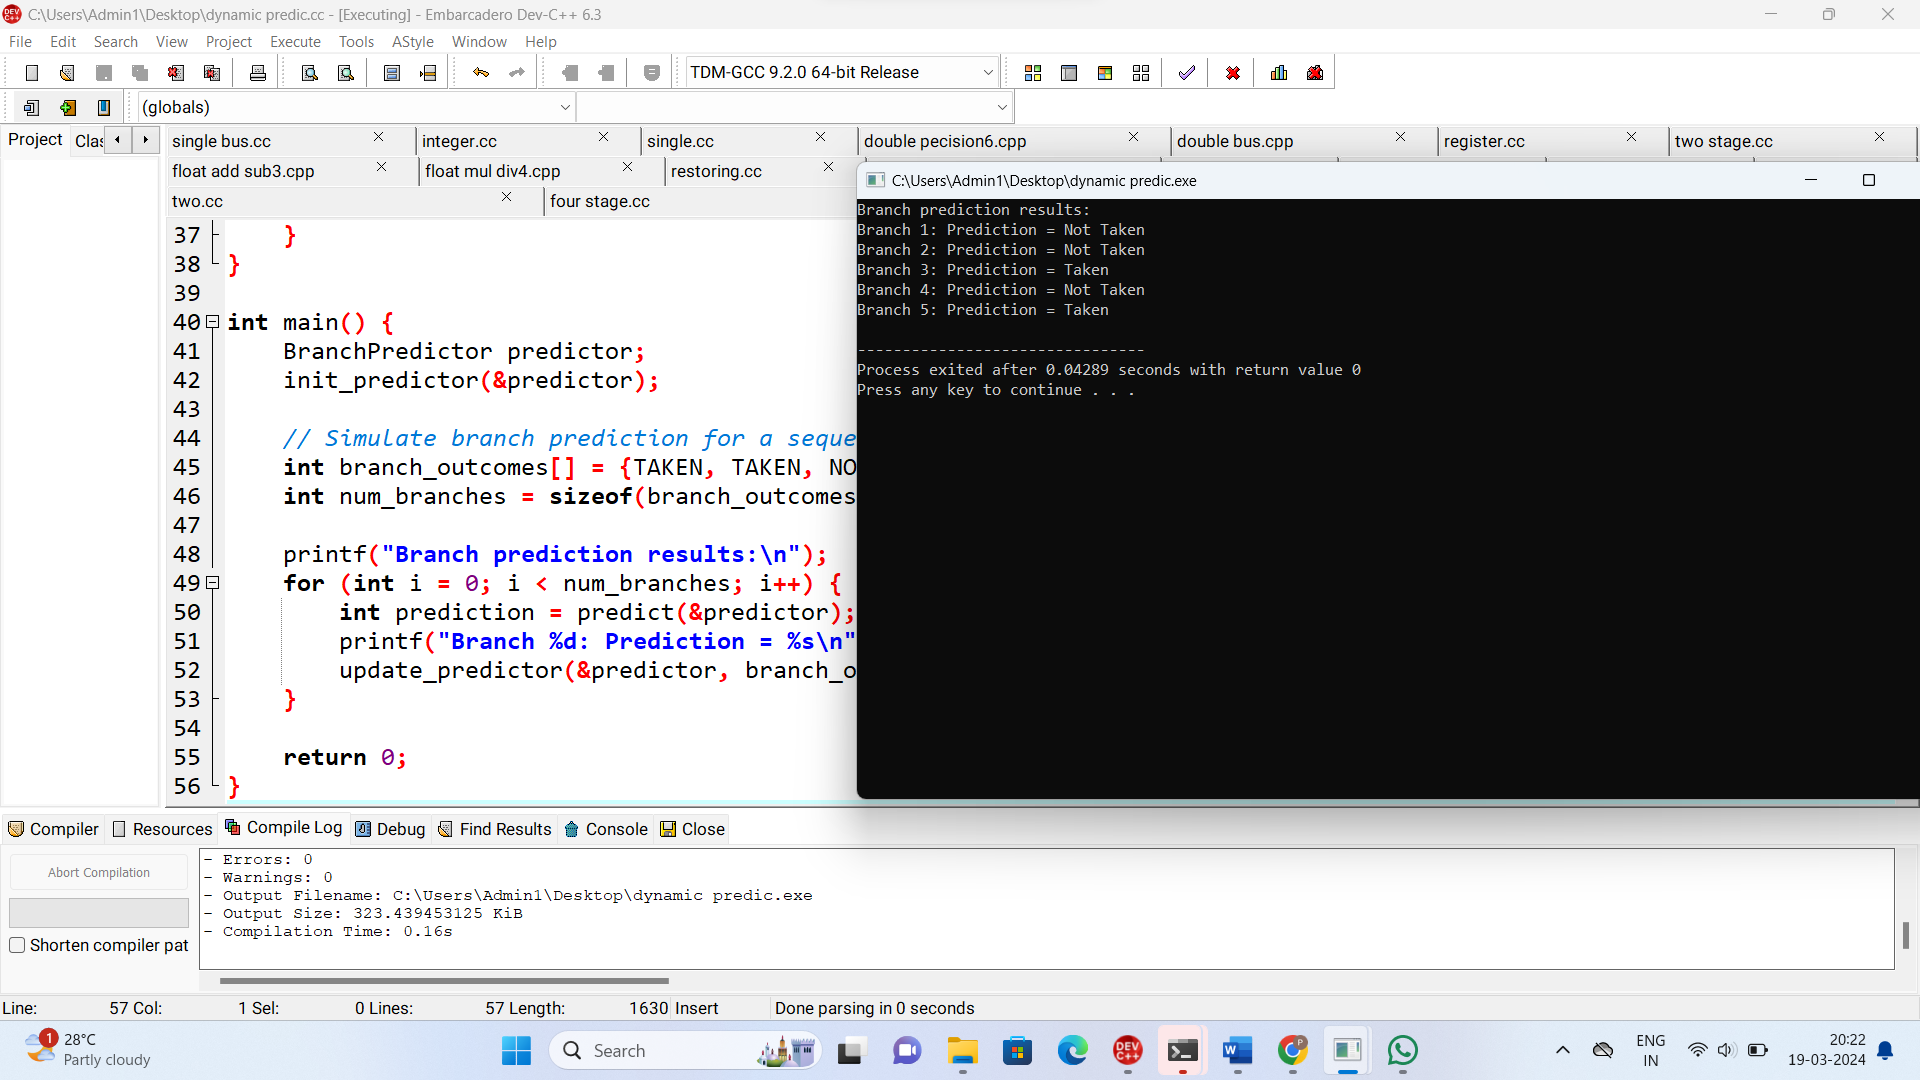 C:\Users\Admin1\Desktop\dynamic predic.cc - [Executing] - Embarcadero Dev-C++ 6.3
File Edit Search View Project Execute Tools AStyle Window Help
TDM-GCC 9.2.0 64-bit Release
(globals)
Project Clas
single bus.cc integer.cc single.cc double pecision6.cpp double bus.cpp register.cc two stage.cc
float add sub3.cpp float mul div4.cpp restoring.cc
two.cc four stage.cc
37 }
38 }
39
40 int main() {
41 BranchPredictor predictor;
42 init_predictor(&predictor);
43
44 // Simulate branch prediction for a seque
45 int branch_outcomes[] = {TAKEN, TAKEN, NO
46 int num_branches = sizeof(branch_outcomes
47
48 printf("Branch prediction results:\n");
49 for (int i = 0; i < num_branches; i++) {
50 int prediction = predict(&predictor);
51 printf("Branch %d: Prediction = %s\n"
52 update_predictor(&predictor, branch_o
53 }
54
55 return 0;
56 }
C:\Users\Admin1\Desktop\dynamic predic.exe
Branch prediction results:
Branch 1: Prediction = Not Taken
Branch 2: Prediction = Not Taken
Branch 3: Prediction = Taken
Branch 4: Prediction = Not Taken
Branch 5: Prediction = Taken
--------------------------------
Process exited after 0.04289 seconds with return value 0
Press any key to continue . . .
Compiler Resources Compile Log Debug Find Results Console Close
Abort Compilation
Shorten compiler pat
- Errors: 0
- Warnings: 0
- Output Filename: C:\Users\Admin1\Desktop\dynamic predic.exe
- Output Size: 323.439453125 KiB
- Compilation Time: 0.16s
Line: 57 Col: 1 Sel: 0 Lines: 57 Length: 1630 Insert Done parsing in 0 seconds
1
28°C
Partly cloudy
Search
DEV C++
W
P
ENG
IN
20:22
19-03-2024